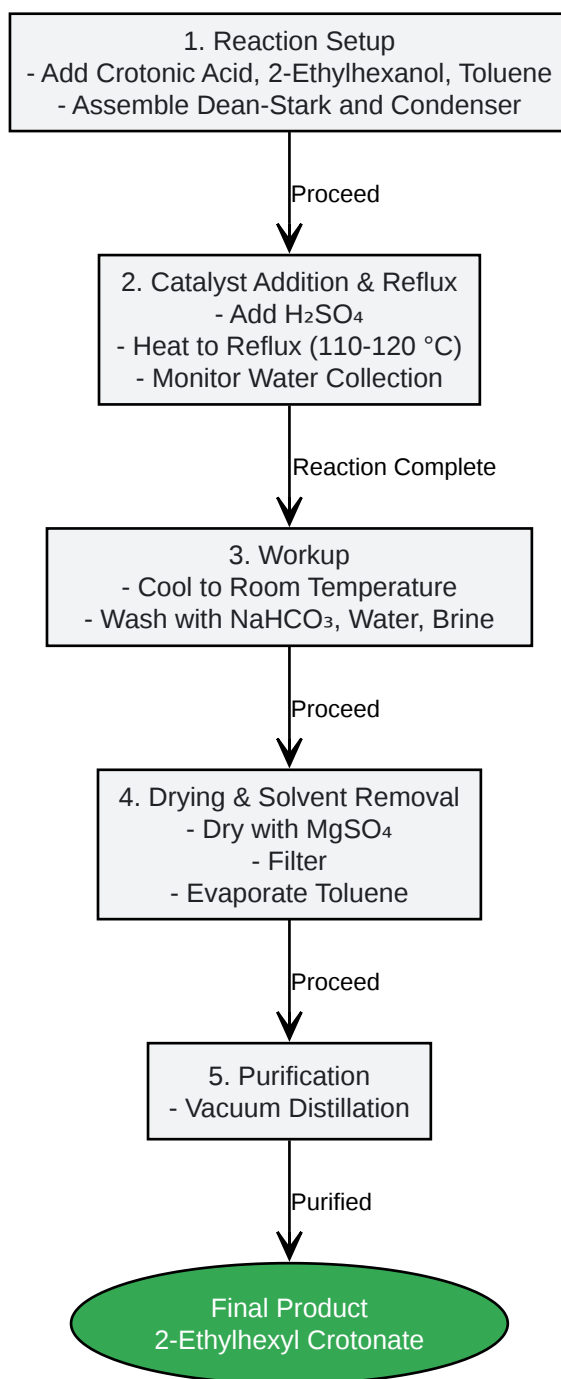 1. Reaction Setup
- Add Crotonic Acid, 2-Ethylhexanol, Toluene
- Assemble Dean-Stark and Condenser
Proceed
2. Catalyst Addition & Reflux
- Add H₂SO₄
- Heat to Reflux (110-120 °C)
- Monitor Water Collection
Reaction Complete
3. Workup
- Cool to Room Temperature
- Wash with NaHCO₃, Water, Brine
Proceed
4. Drying & Solvent Removal
- Dry with MgSO₄
- Filter
- Evaporate Toluene
Proceed
5. Purification
- Vacuum Distillation
Purified
Final Product
2-Ethylhexyl Crotonate